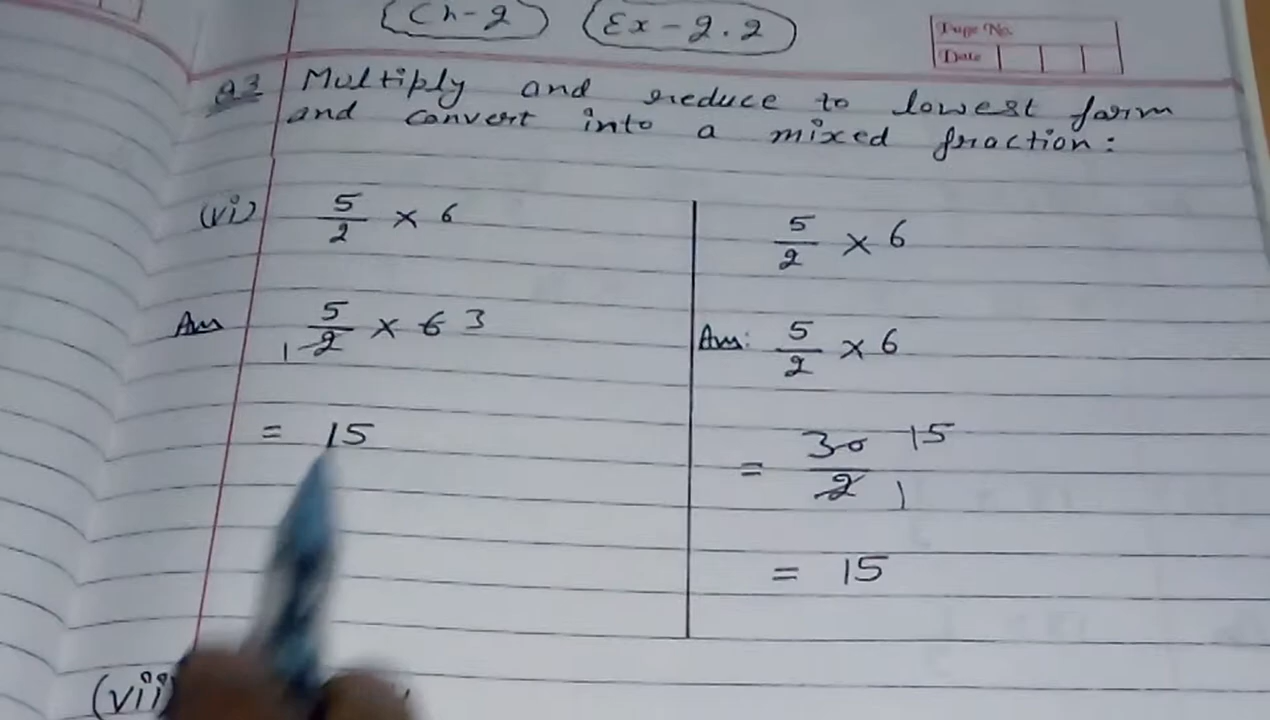 Ch-2 Ex-2.2
Page No.
Date
Q3 Multiply and reduce to lowest form
and convert into a mixed fraction:
(vi) 5/2 × 6
Ans 5/2 × 6 3
1
= 15
5/2 × 6
Ans: 5/2 × 6
= 30/2 15
1
= 15
(vii)